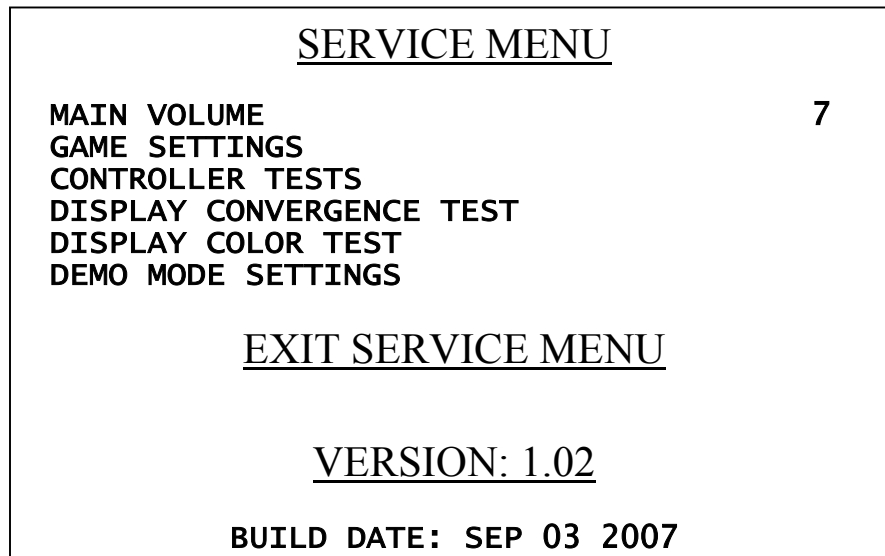 SERVICE MENU
MAIN VOLUME 7
GAME SETTINGS
CONTROLLER TESTS
DISPLAY CONVERGENCE TEST
DISPLAY COLOR TEST
DEMO MODE SETTINGS
EXIT SERVICE MENU
VERSION: 1.02
BUILD DATE: SEP 03 2007